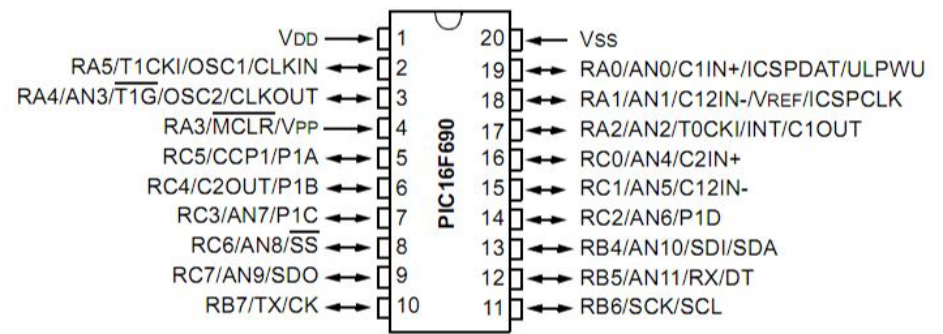 VDD 1 20 VSS
RA5/T1CKI/OSC1/CLKIN 2 19 RA0/AN0/C1IN+/ICSPDAT/ULPWU
RA4/AN3/T1G/OSC2/CLKOUT 3 18 RA1/AN1/C12IN-/VREF/ICSPCLK
RA3/MCLR/VPP 4 17 RA2/AN2/T0CKI/INT/C1OUT
RC5/CCP1/P1A 5 16 RC0/AN4/C2IN+
RC4/C2OUT/P1B 6 15 RC1/AN5/C12IN-
RC3/AN7/P1C 7 14 RC2/AN6/P1D
RC6/AN8/SS 8 13 RB4/AN10/SDI/SDA
RC7/AN9/SDO 9 12 RB5/AN11/RX/DT
RB7/TX/CK 10 11 RB6/SCK/SCL
PIC16F690